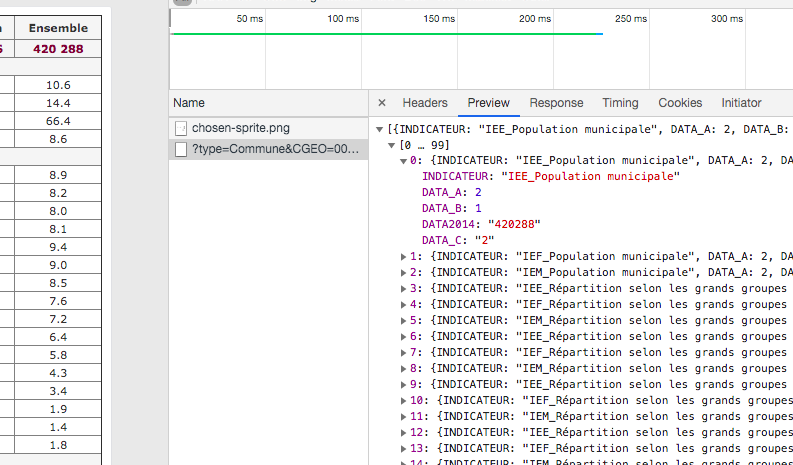 Ensemble
420 288
10.6
14.4
66.4
8.6
8.9
8.2
8.0
8.1
9.4
9.0
8.5
7.6
7.2
6.4
5.8
4.3
3.4
1.9
1.4
1.8
50 ms 100 ms 150 ms 200 ms 250 ms 300 ms
Name
chosen-sprite.png
?type=Commune&CGEO=00...
× Headers Preview Response Timing Cookies Initiator
▼[{INDICATEUR: "IEE_Population municipale", DATA_A: 2, DATA_B:
▼[0 … 99]
▼0: {INDICATEUR: "IEE_Population municipale", DATA_A: 2, DA
INDICATEUR: "IEE_Population municipale"
DATA_A: 2
DATA_B: 1
DATA2014: "420288"
DATA_C: "2"
▶1: {INDICATEUR: "IEF_Population municipale", DATA_A: 2, DA
▶2: {INDICATEUR: "IEM_Population municipale", DATA_A: 2, DA
▶3: {INDICATEUR: "IEE_Répartition selon les grands groupes
▶4: {INDICATEUR: "IEF_Répartition selon les grands groupes
▶5: {INDICATEUR: "IEM_Répartition selon les grands groupes
▶6: {INDICATEUR: "IEE_Répartition selon les grands groupes
▶7: {INDICATEUR: "IEF_Répartition selon les grands groupes
▶8: {INDICATEUR: "IEM_Répartition selon les grands groupes
▶9: {INDICATEUR: "IEE_Répartition selon les grands groupes
▶10: {INDICATEUR: "IEF_Répartition selon les grands groupes
▶11: {INDICATEUR: "IEM_Répartition selon les grands groupes
▶12: {INDICATEUR: "IEE_Répartition selon les grands groupes
▶13: {INDICATEUR: "IEF_Répartition selon les grands groupes
▶14: {INDICATEUR: "IEM_Répartition selon les grands groupes